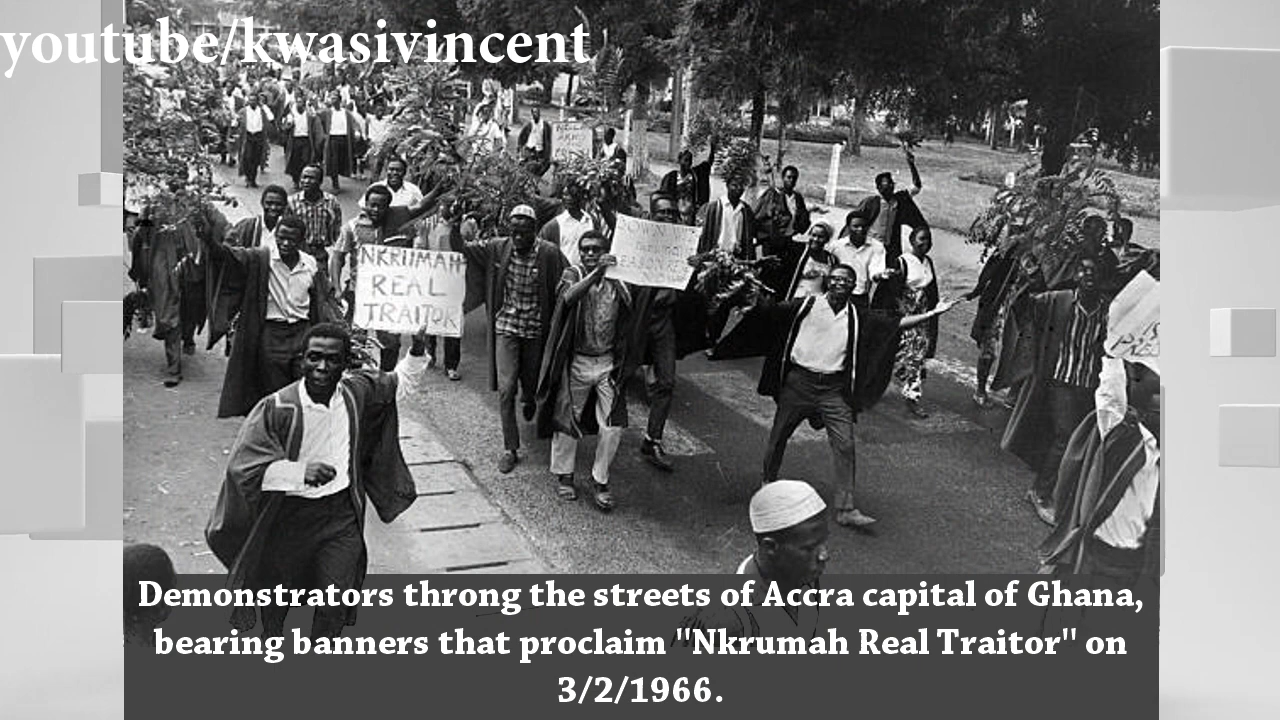 youtube/kwasivincent
NKRUMAH
REAL
TRAITOR
Demonstrators throng the streets of Accra capital of Ghana,
bearing banners that proclaim "Nkrumah Real Traitor" on
3/2/1966.